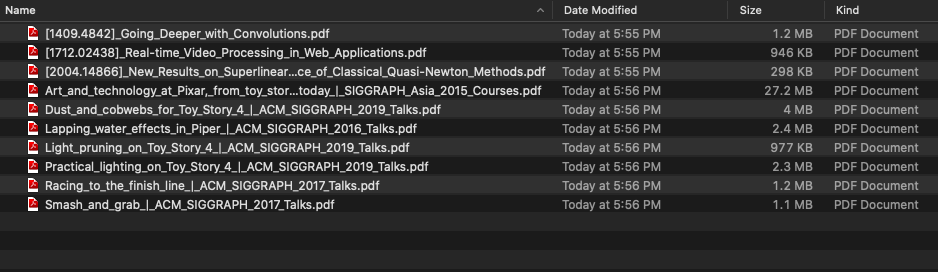 Name Date Modified Size Kind
[1409.4842]_Going_Deeper_with_Convolutions.pdf Today at 5:55 PM 1.2 MB PDF Document
[1712.02438]_Real-time_Video_Processing_in_Web_Applications.pdf Today at 5:55 PM 946 KB PDF Document
[2004.14866]_New_Results_on_Superlinear...ce_of_Classical_Quasi-Newton_Methods.pdf Today at 5:55 PM 298 KB PDF Document
Art_and_technology_at_Pixar,_from_toy_stor...today_|_SIGGRAPH_Asia_2015_Courses.pdf Today at 5:56 PM 27.2 MB PDF Document
Dust_and_cobwebs_for_Toy_Story_4_|_ACM_SIGGRAPH_2019_Talks.pdf Today at 5:56 PM 4 MB PDF Document
Lapping_water_effects_in_Piper_|_ACM_SIGGRAPH_2016_Talks.pdf Today at 5:56 PM 2.4 MB PDF Document
Light_pruning_on_Toy_Story_4_|_ACM_SIGGRAPH_2019_Talks.pdf Today at 5:56 PM 977 KB PDF Document
Practical_lighting_on_Toy_Story_4_|_ACM_SIGGRAPH_2019_Talks.pdf Today at 5:56 PM 2.3 MB PDF Document
Racing_to_the_finish_line_|_ACM_SIGGRAPH_2017_Talks.pdf Today at 5:56 PM 1.2 MB PDF Document
Smash_and_grab_|_ACM_SIGGRAPH_2017_Talks.pdf Today at 5:56 PM 1.1 MB PDF Document